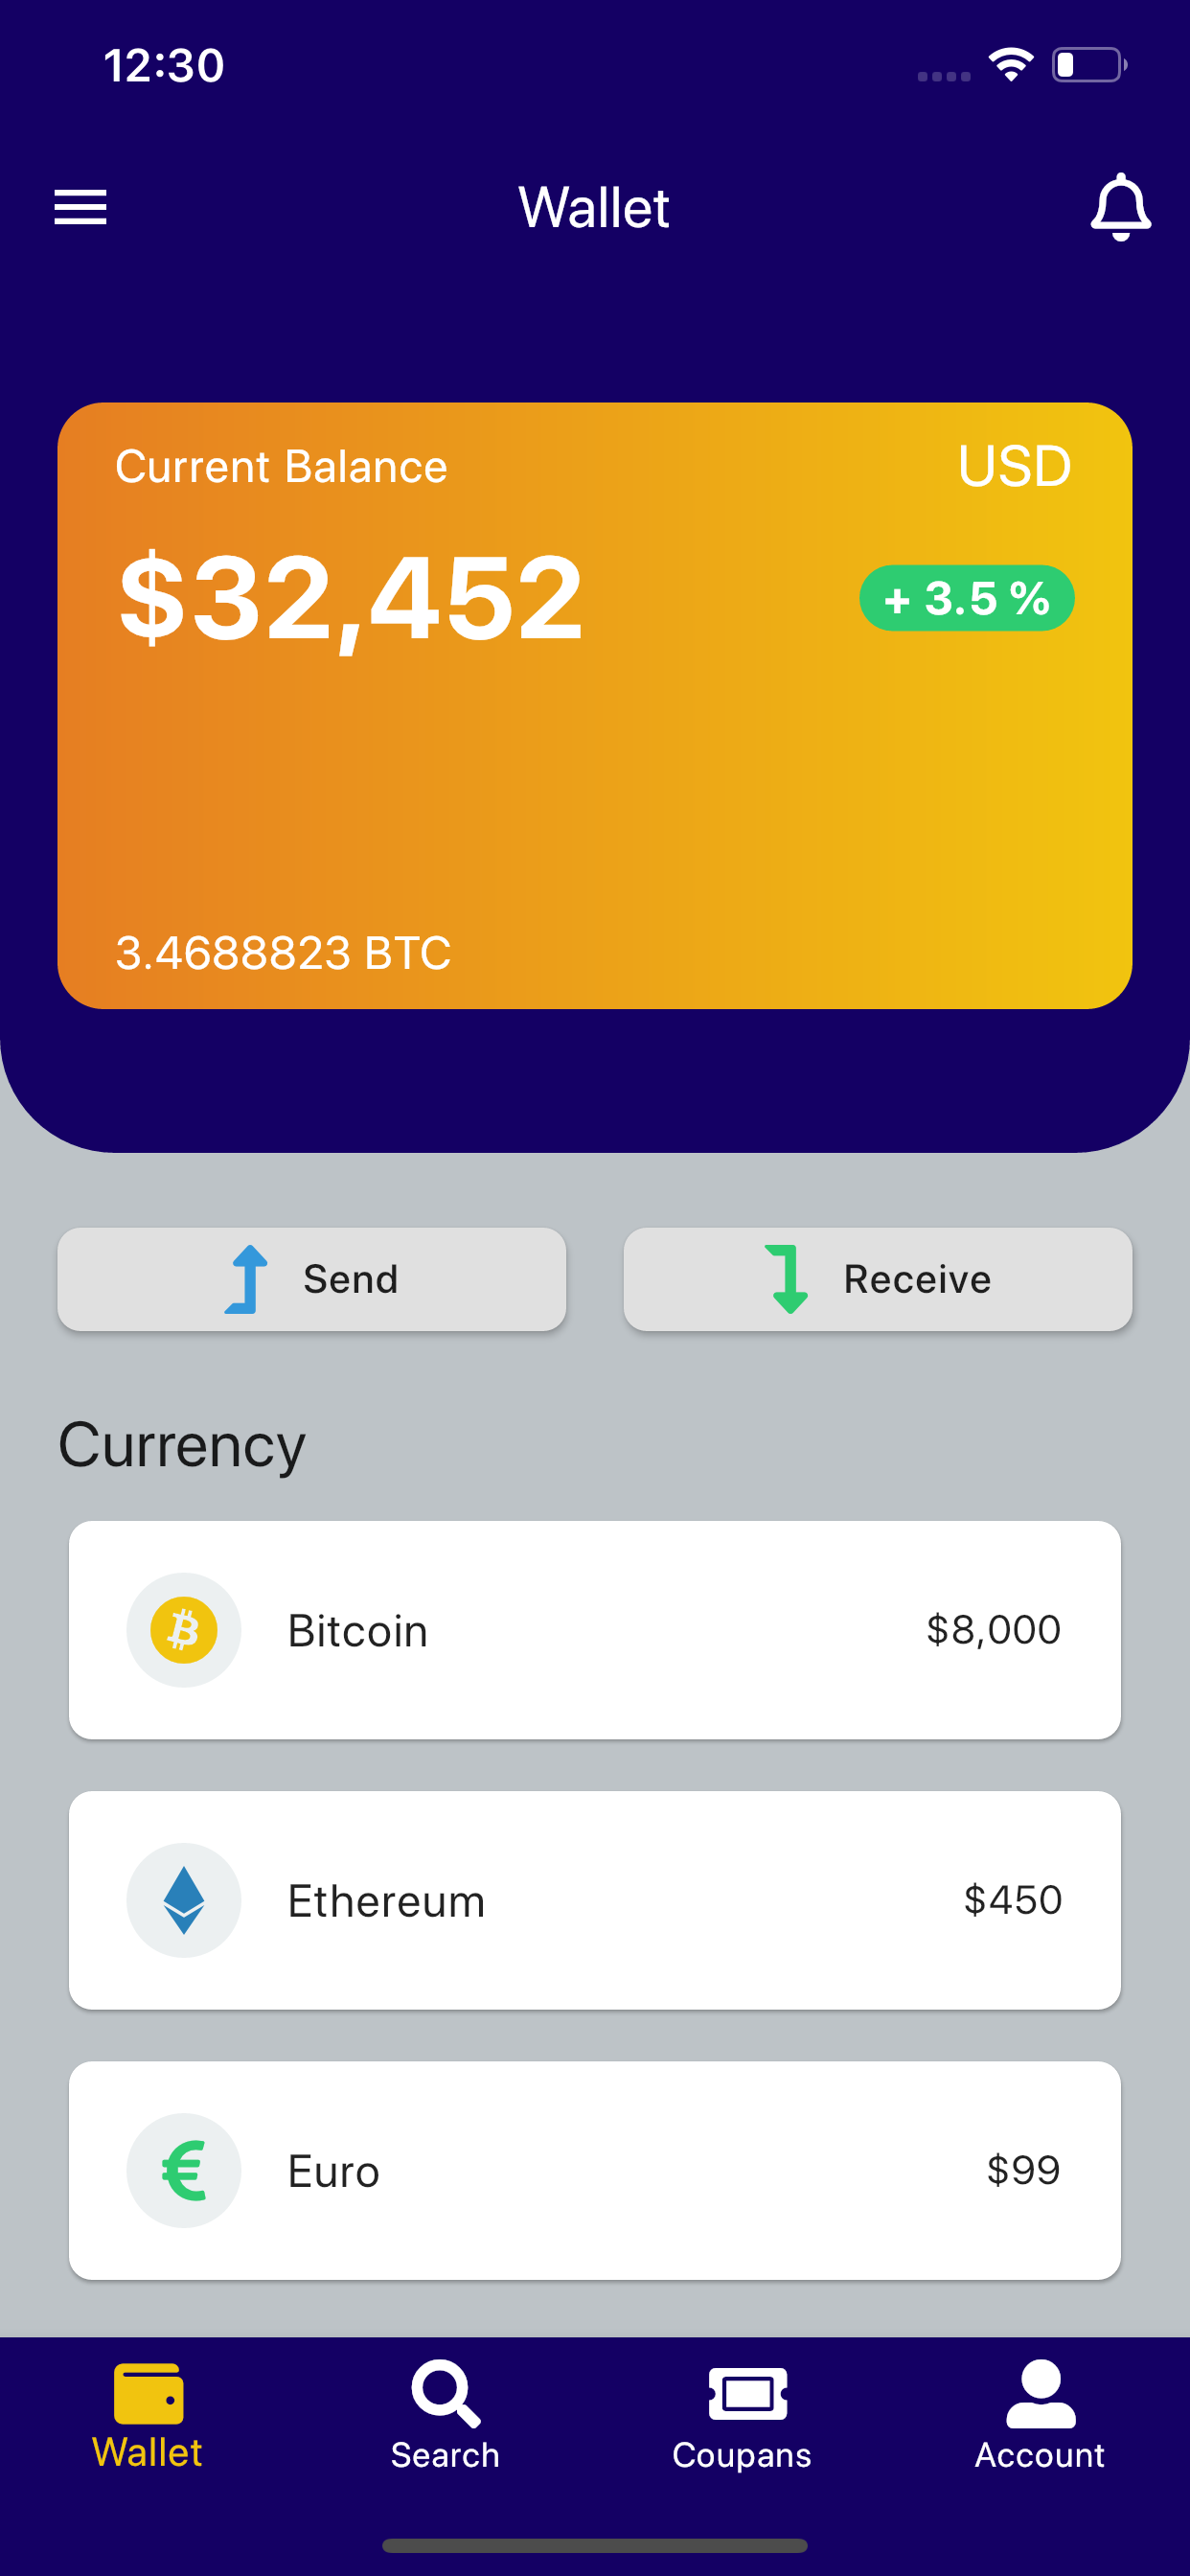 12:30
Wallet
Current Balance
USD
$32,452
+ 3.5 %
3.4688823 BTC
Send
Receive
Currency
Bitcoin
$8,000
Ethereum
$450
Euro
$99
Wallet
Search
Coupans
Account